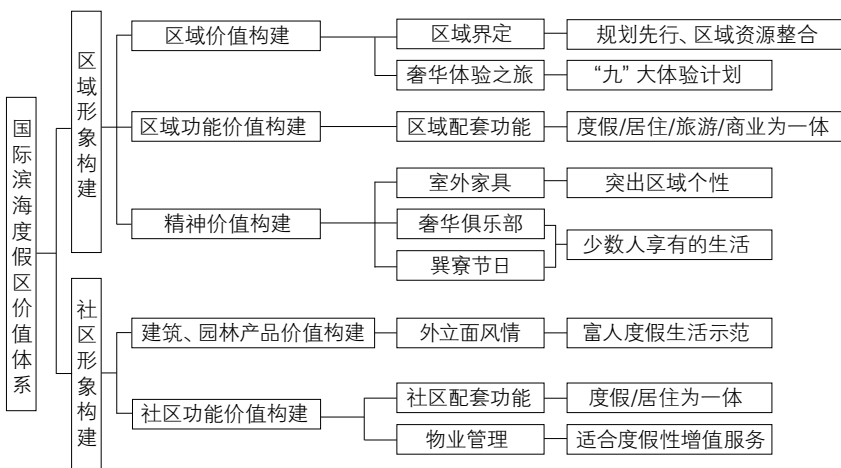 国际滨海度假区价值体系
区域形象构建
区域价值构建
区域界定
规划先行、区域资源整合
奢华体验之旅
“九”大体验计划
区域功能价值构建
区域配套功能
度假/居住/旅游/商业为一体
精神价值构建
室外家具
突出区域个性
奢华俱乐部
巽寮节日
少数人享有的生活
社区形象构建
建筑、园林产品价值构建
外立面风情
富人度假生活示范
社区功能价值构建
社区配套功能
度假/居住为一体
物业管理
适合度假性增值服务